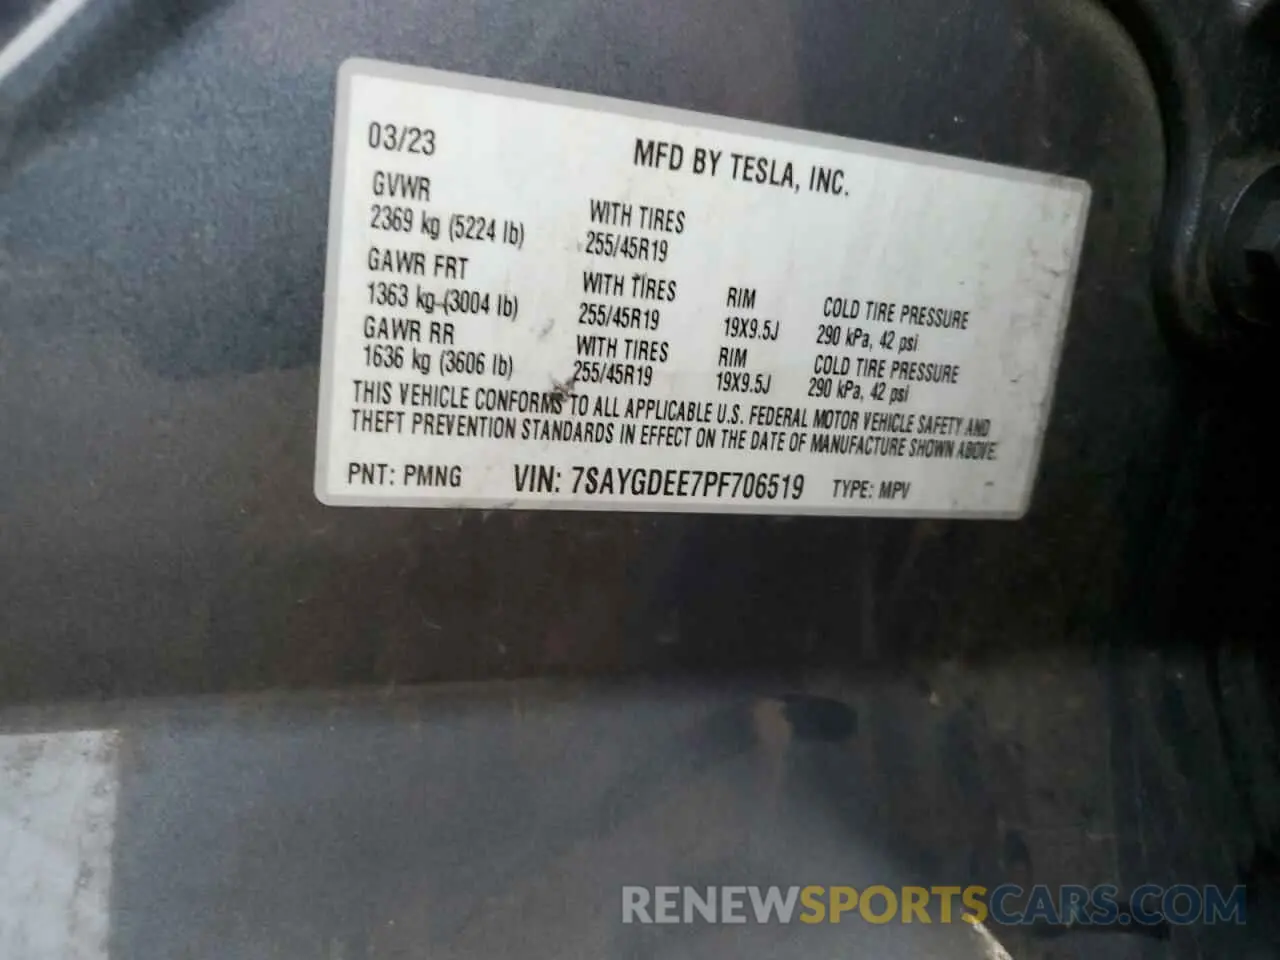 03/23
MFD BY TESLA, INC.
GVWR
2369 kg (5224 lb)
WITH TIRES
255/45R19
GAWR FRT
1363 kg (3004 lb)
WITH TIRES
255/45R19
RIM
19X9.5J
COLD TIRE PRESSURE
290 kPa, 42 psi
GAWR RR
1636 kg (3606 lb)
WITH TIRES
255/45R19
RIM
19X9.5J
COLD TIRE PRESSURE
290 kPa, 42 psi
THIS VEHICLE CONFORMS TO ALL APPLICABLE U.S. FEDERAL MOTOR VEHICLE SAFETY AND
THEFT PREVENTION STANDARDS IN EFFECT ON THE DATE OF MANUFACTURE SHOWN ABOVE.
PNT: PMNG VIN: 7SAYGDEE7PF706519 TYPE: MPV
RENEWSPORTSCARS.COM